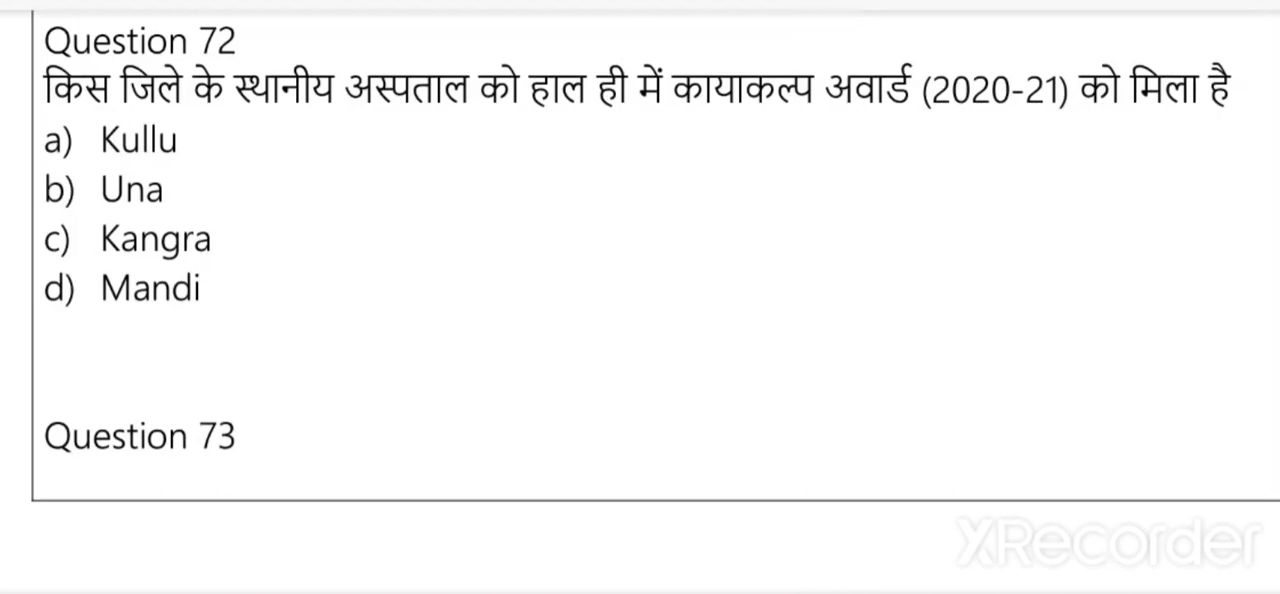 Question 72
किस जिले के स्थानीय अस्पताल को हाल ही में कायाकल्प अवार्ड (2020-21) को मिला है
a) Kullu
b) Una
c) Kangra
d) Mandi
Question 73
XRecorder